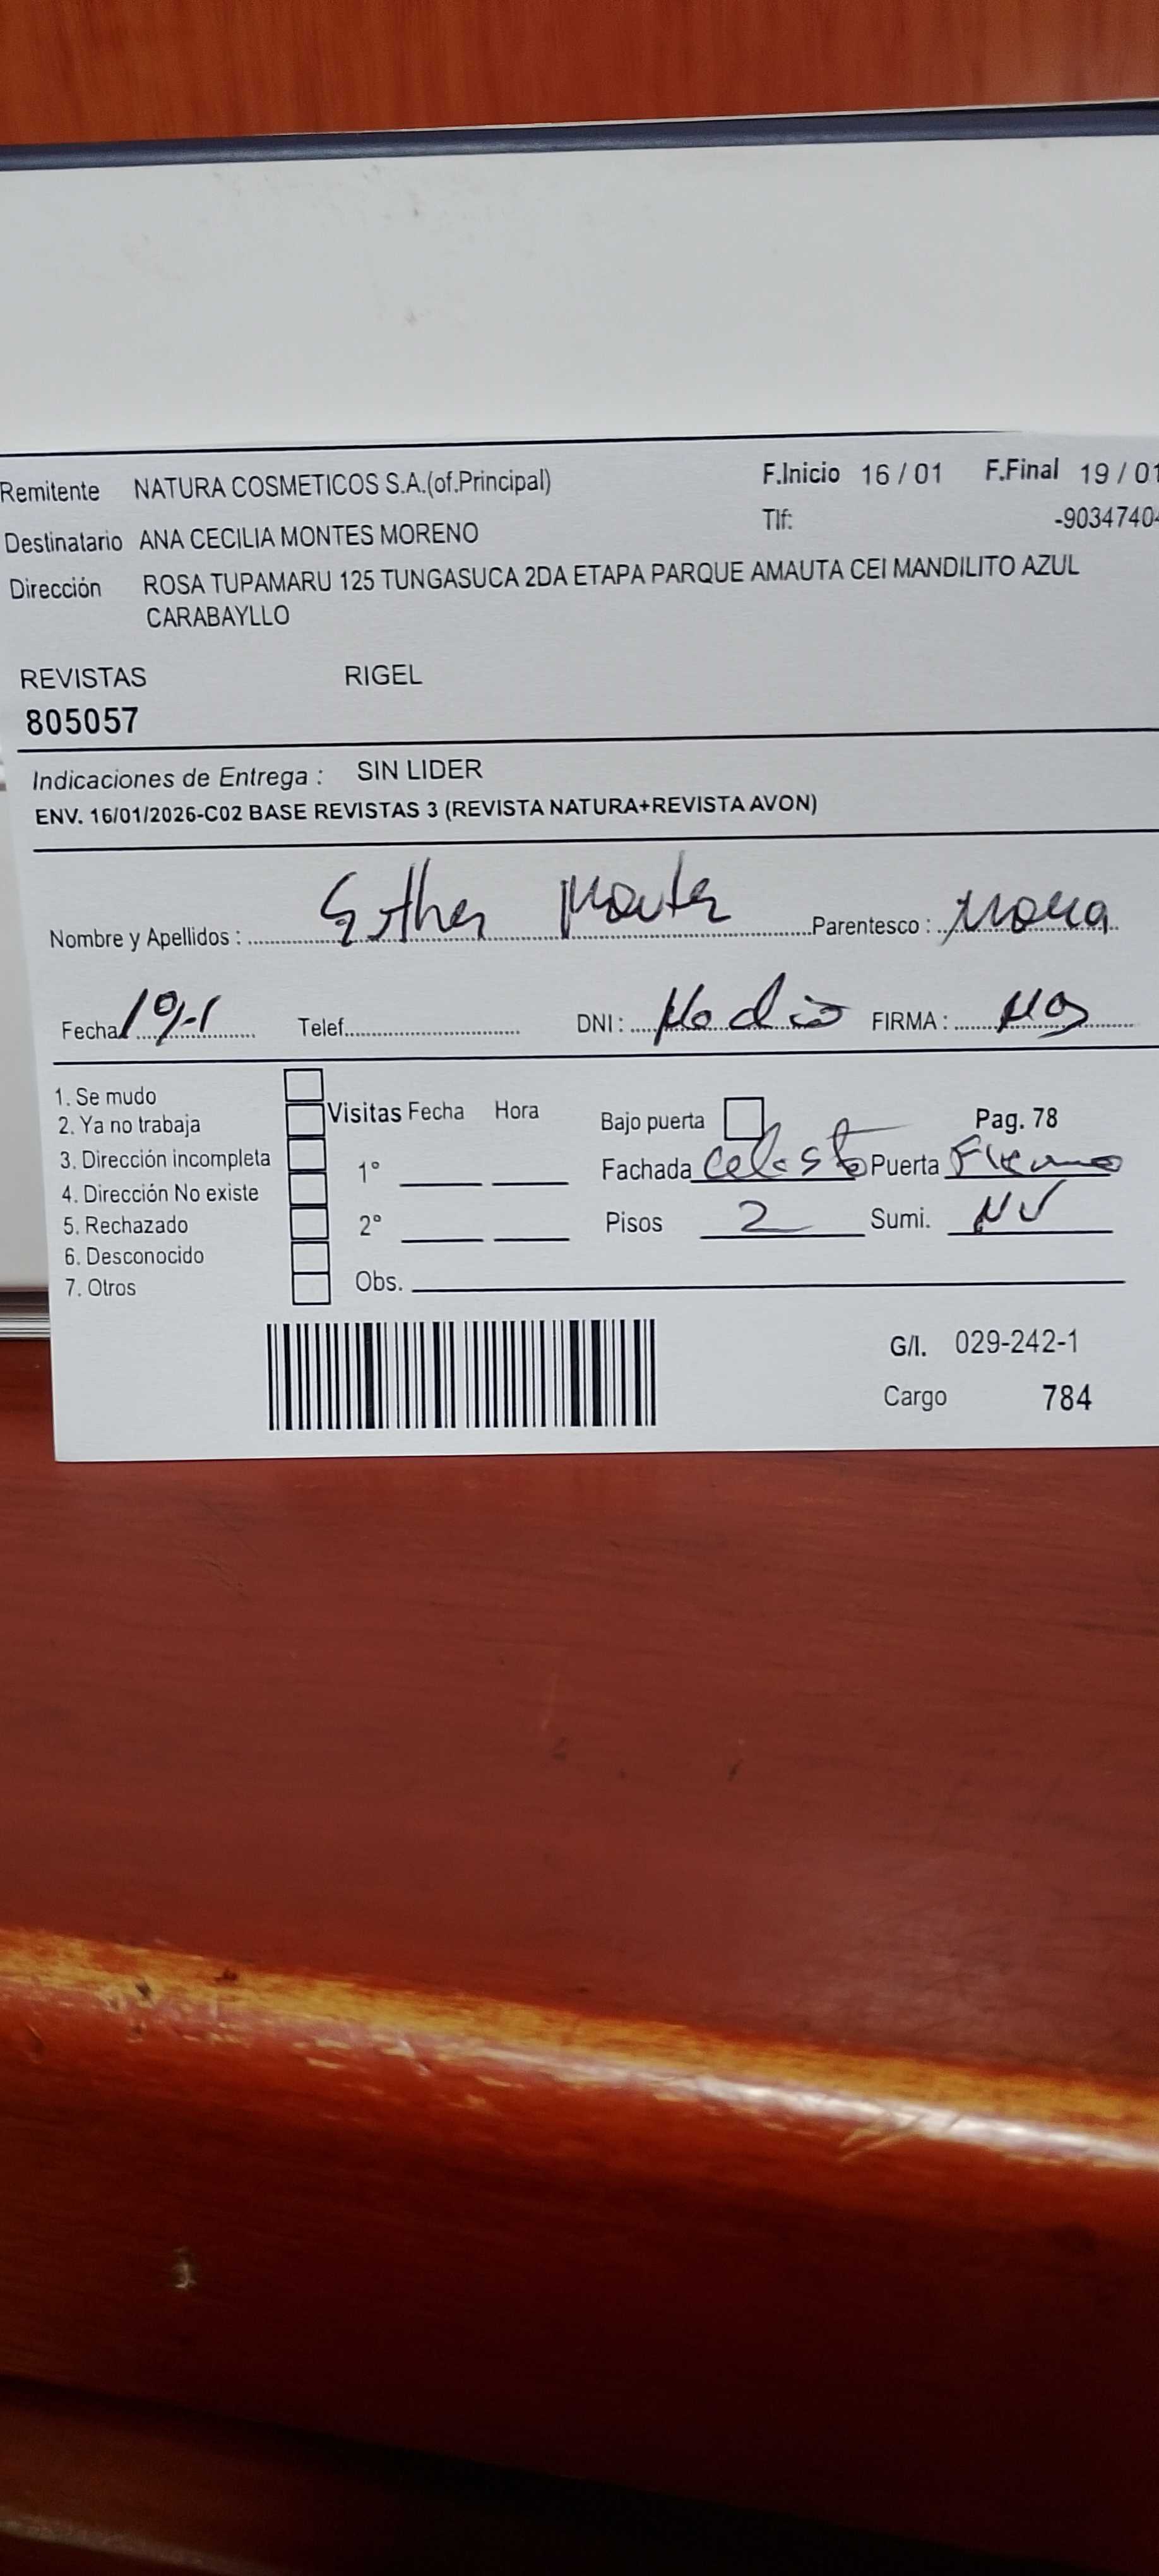 Remitente NATURA COSMETICOS S.A.(of.Principal) F.Inicio 16 / 01 F.Final 19 / 01
Destinatario ANA CECILIA MONTES MORENO Tlf: -9034740
Dirección ROSA TUPAMARU 125 TUNGASUCA 2DA ETAPA PARQUE AMAUTA CEI MANDILITO AZUL
CARABAYLLO
REVISTAS RIGEL
805057
Indicaciones de Entrega : SIN LIDER
ENV. 16/01/2026-C02 BASE REVISTAS 3 (REVISTA NATURA+REVISTA AVON)
Nombre y Apellidos : Esther Parentesco :
Fecha 19-1 Telef. DNI : No dio FIRMA :
1. Se mudo
2. Ya no trabaja
3. Dirección incompleta
4. Dirección No existe
5. Rechazado
6. Desconocido
7. Otros
Visitas Fecha Hora
1°
2°
Obs.
Bajo puerta Pag. 78
Fachada Celeste Puerta
Pisos 2 Sumi. NV
G/I. 029-242-1
Cargo 784